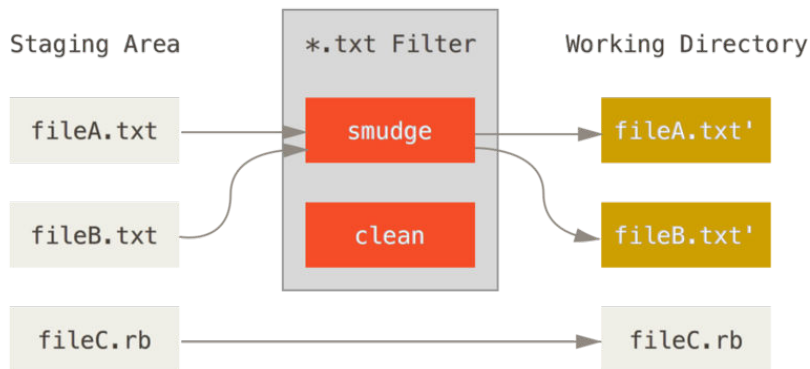 Staging Area
*.txt Filter
Working Directory
fileA.txt
smudge
fileA.txt'
fileB.txt
clean
fileB.txt'
fileC.rb
fileC.rb